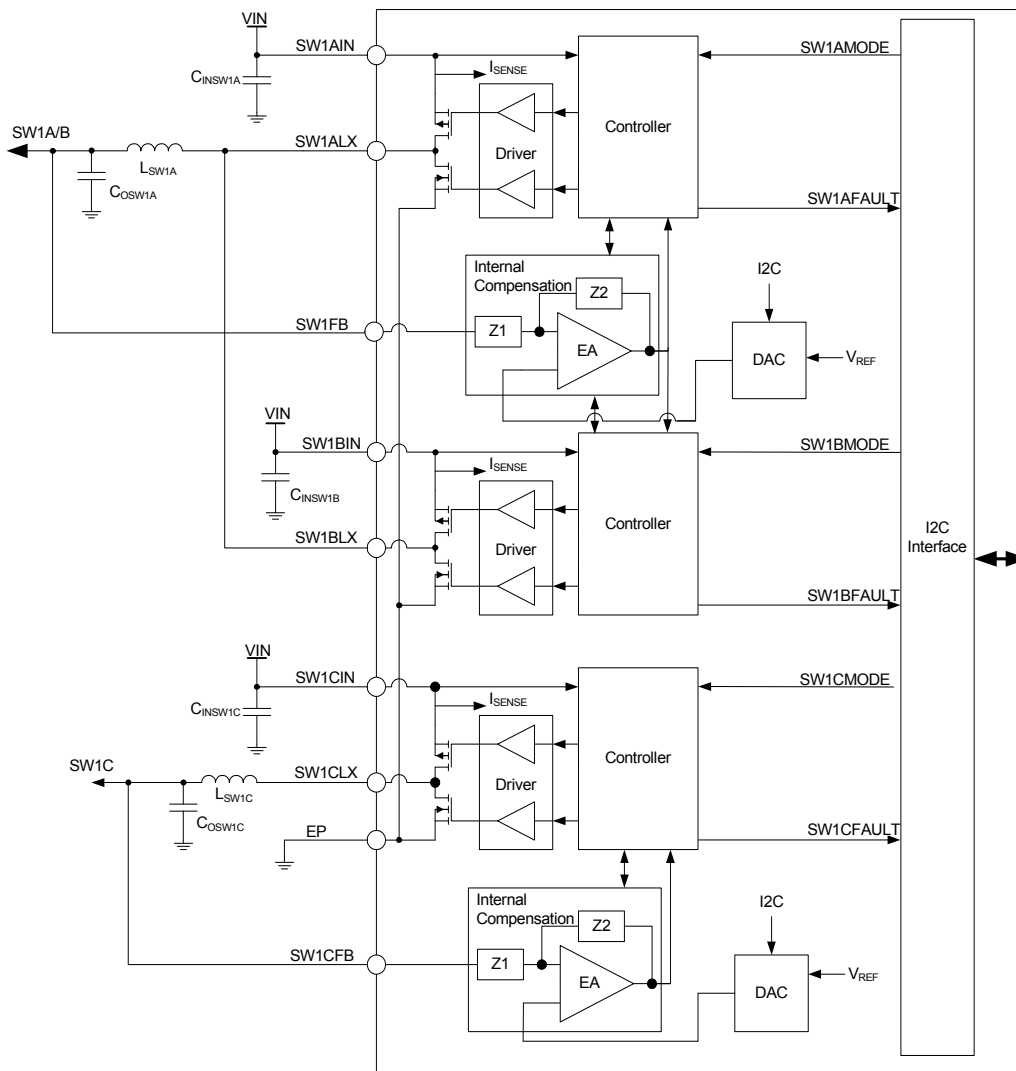 VIN
SW1AIN
CINSW1A
ISENSE
Controller
SW1AMODE
SW1A/B
LSW1A
COSW1A
SW1ALX
Driver
SW1AFAULT
Internal
Compensation
Z2
Z1
EA
SW1FB
I2C
DAC
VREF
VIN
SW1BIN
CINSW1B
ISENSE
Controller
SW1BMODE
SW1BLX
Driver
SW1BFAULT
I2C
Interface
VIN
SW1CIN
CINSW1C
ISENSE
Controller
SW1CMODE
SW1C
LSW1C
COSW1C
SW1CLX
Driver
EP
SW1CFAULT
Internal
Compensation
Z2
Z1
EA
SW1CFB
I2C
DAC
VREF